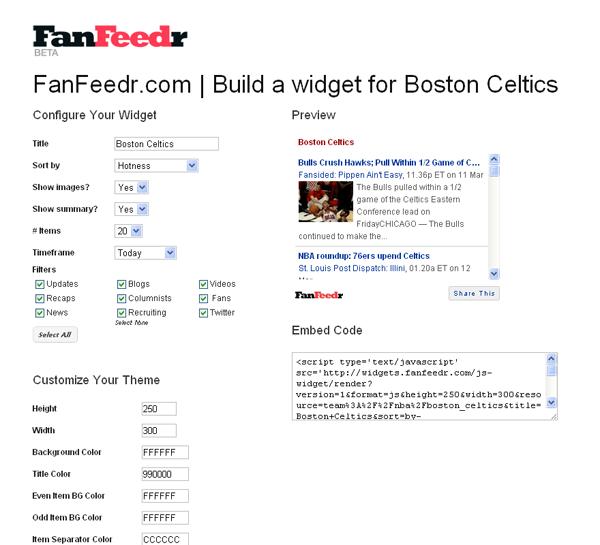 FanFeedr
BETA
FanFeedr.com | Build a widget for Boston Celtics
Configure Your Widget
Title Boston Celtics
Sort by Hotness
Show images? Yes
Show summary? Yes
# Items 20
Timeframe Today
Filters
Updates Blogs Videos
Recaps Columnists Fans
News Recruiting Twitter
Select None
Select All
Customize Your Theme
Height 250
Width 300
Background Color FFFFFF
Title Color 990000
Even Item BG Color FFFFFF
Odd Item BG Color FFFFFF
Item Separator Color CCCCCC
Preview
Boston Celtics
Bulls Crush Hawks; Pull Within 1/2 Game of C...
Fansided: Pippen Ain't Easy, 11.36p ET on 11 Mar
The Bulls pulled within a 1/2
game of the Celtics Eastern
Conference lead on
FridayCHICAGO — The Bulls
continued to make the...
NBA roundup: 76ers upend Celtics
St. Louis Post Dispatch: Illini, 01.20a ET on 12
Mar
FanFeedr
Share This
Embed Code
<script type='text/javascript'
src='http://widgets.fanfeedr.com/js-
widget/render?
version=1&format=js&height=250&width=300&reso
urce=team%3A%2F%2Fnba%2Fboston_celtics&title=
Boston+Celtics&sort=by-